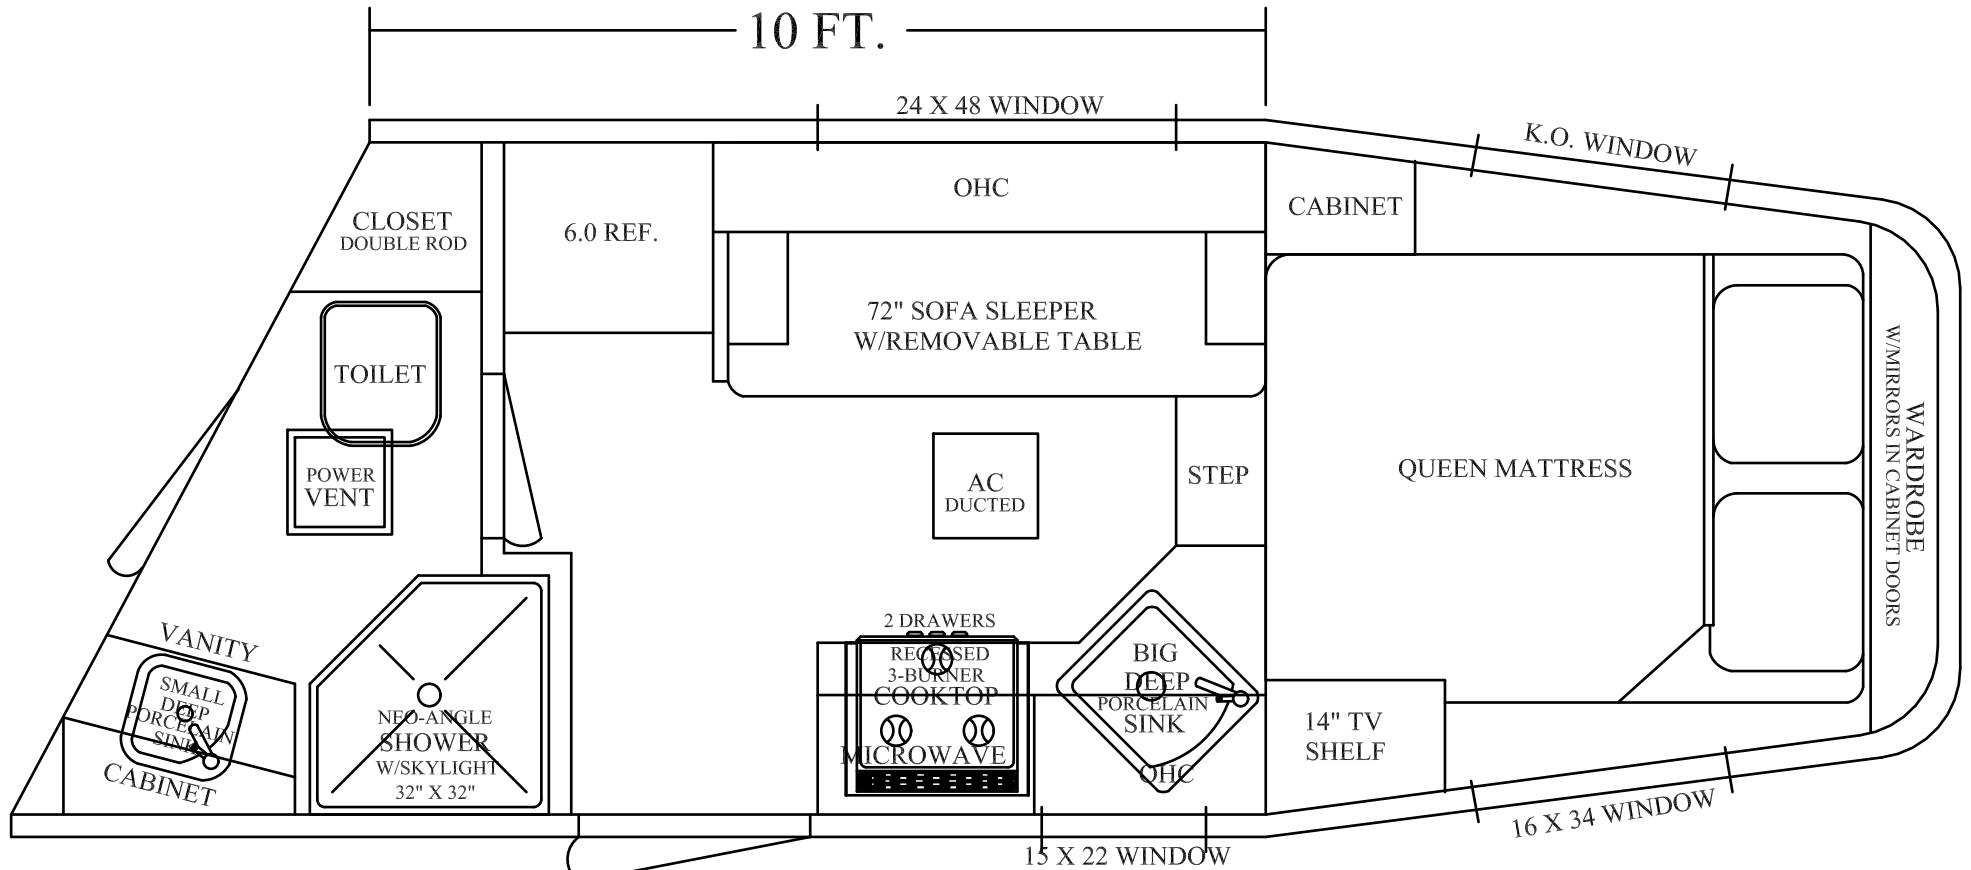 10 FT.
24 X 48 WINDOW
K.O. WINDOW
OHC
CABINET
CLOSET
DOUBLE ROD
6.0 REF.
72" SOFA SLEEPER
W/REMOVABLE TABLE
TOILET
POWER
VENT
AC
DUCTED
STEP
QUEEN MATTRESS
WARDROBE
W/MIRRORS IN CABINET DOORS
VANITY
SMALL
DEEP
PORCELAIN
SINK
CABINET
NEO-ANGLE
SHOWER
W/SKYLIGHT
32" X 32"
2 DRAWERS
RECESSED
3-BURNER
COOKTOP
MICROWAVE
BIG
DEEP
PORCELAIN
SINK
OHC
14" TV
SHELF
15 X 22 WINDOW
16 X 34 WINDOW